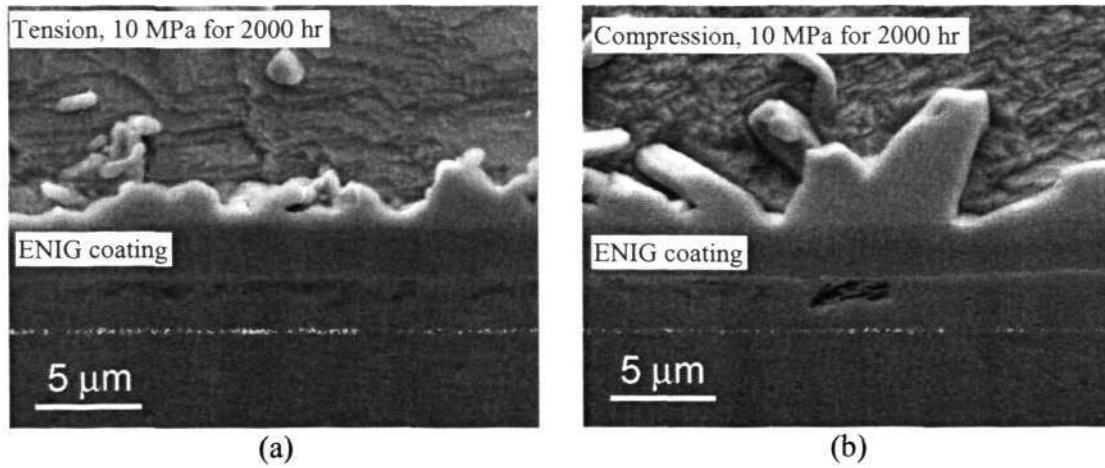 Tension, 10 MPa for 2000 hr
ENIG coating
5 μm
(a)
Compression, 10 MPa for 2000 hr
ENIG coating
5 μm
(b)